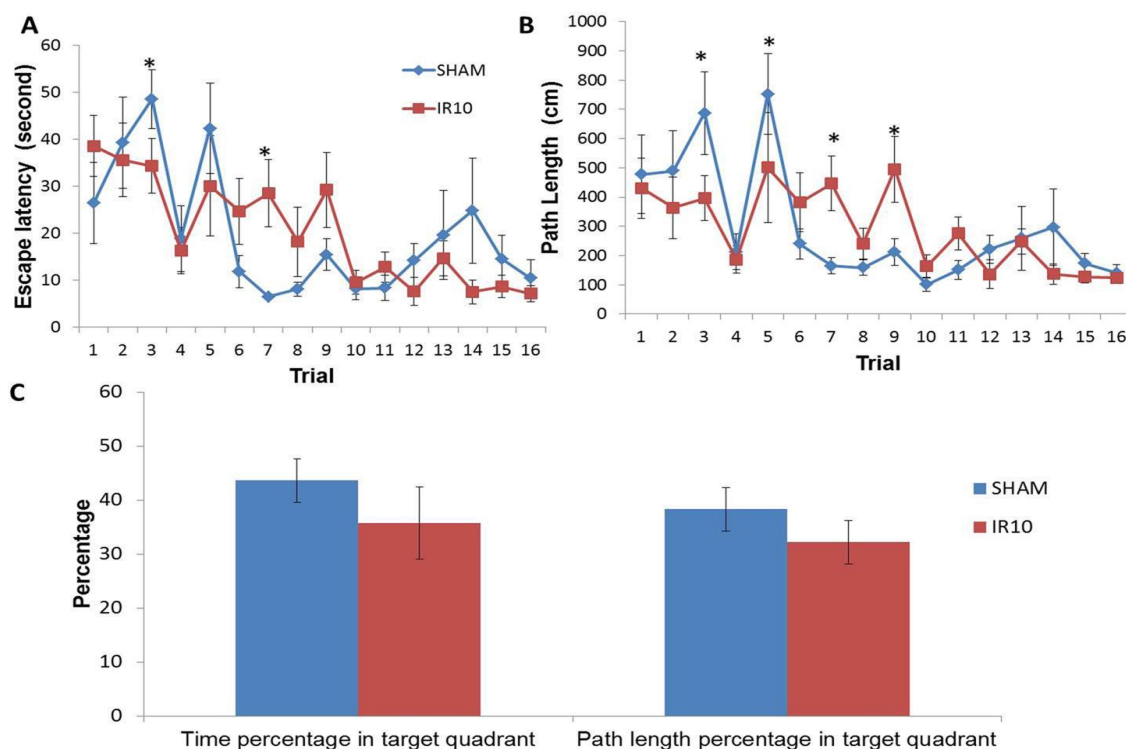 A
Escape latency (second)
60
50
40
30
20
10
0
*
*
SHAM
IR10
1 2 3 4 5 6 7 8 9 10 11 12 13 14 15 16
Trial
B
Path Length (cm)
1000
900
800
700
600
500
400
300
200
100
0
*
*
*
*
1 2 3 4 5 6 7 8 9 10 11 12 13 14 15 16
Trial
C
Percentage
60
50
40
30
20
10
0
SHAM
IR10
Time percentage in target quadrant
Path length percentage in target quadrant